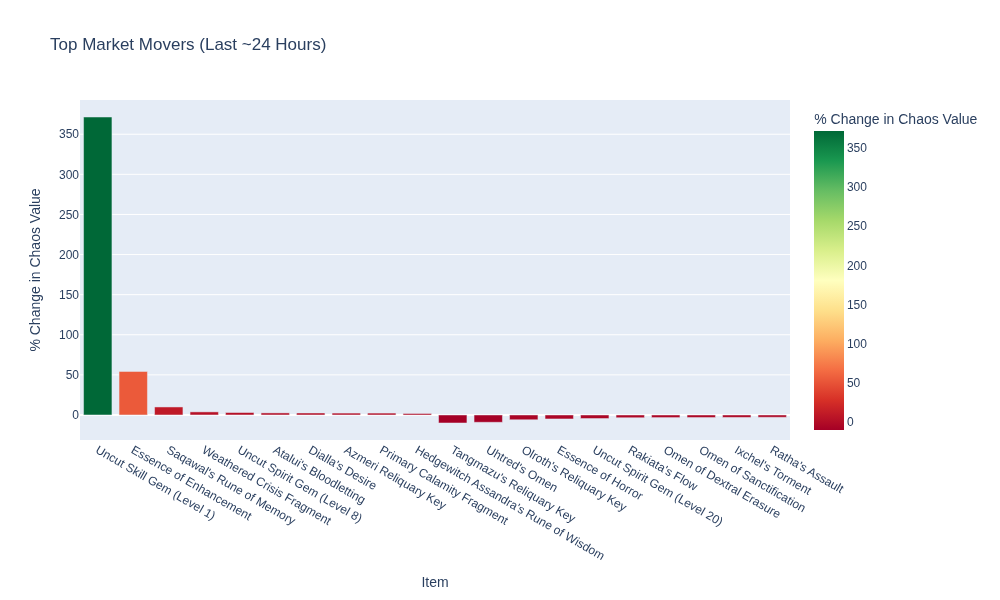 Top Market Movers (Last ~24 Hours)
% Change in Chaos Value
350
300
250
200
150
100
50
0
Uncut Skill Gem (Level 1)
Essence of Enhancement
Saqawal's Rune of Memory
Weathered Crisis Fragment
Uncut Spirit Gem (Level 8)
Atalui's Bloodletting
Dialla's Desire
Azmeri Reliquary Key
Primary Calamity Fragment
Hedgewitch Assandra's Rune of Wisdom
Tangmazu's Reliquary Key
Uhtred's Omen
Olroth's Reliquary Key
Essence of Horror
Uncut Spirit Gem (Level 20)
Rakiata's Flow
Omen of Dextral Erasure
Omen of Sanctification
Ixchel's Torment
Ratha's Assault
Item
% Change in Chaos Value
350
300
250
200
150
100
50
0